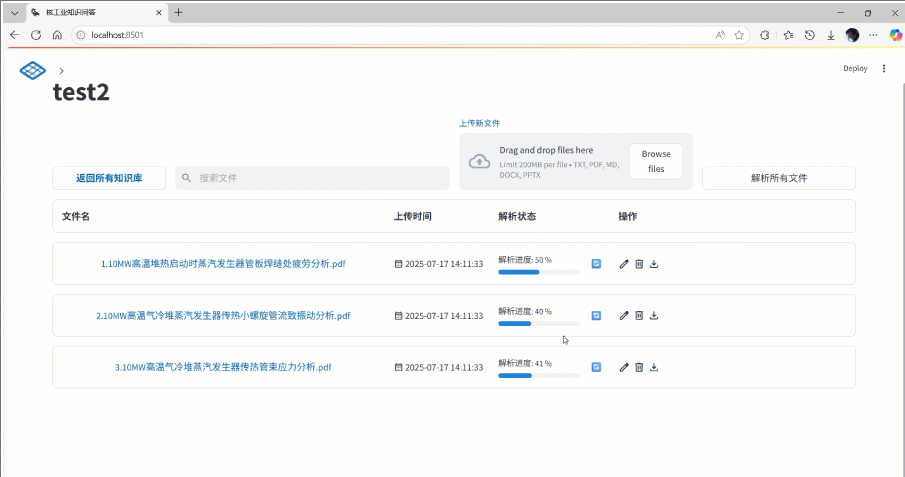 核工业知识问答
localhost:8501
Deploy
test2
上传新文件
Drag and drop files here
Limit 200MB per file • TXT, PDF, MD,
DOCX, PPTX
Browse
files
返回所有知识库
搜索文件
解析所有文件
文件名 上传时间 解析状态 操作
1.10MW高温堆热启动时蒸汽发生器管板焊缝处疲劳分析.pdf 2025-07-17 14:11:33 解析进度: 50 %
2.10MW高温气冷堆蒸汽发生器传热小螺旋管流致振动分析.pdf 2025-07-17 14:11:33 解析进度: 40 %
3.10MW高温气冷堆蒸汽发生器传热管束应力分析.pdf 2025-07-17 14:11:33 解析进度: 41 %